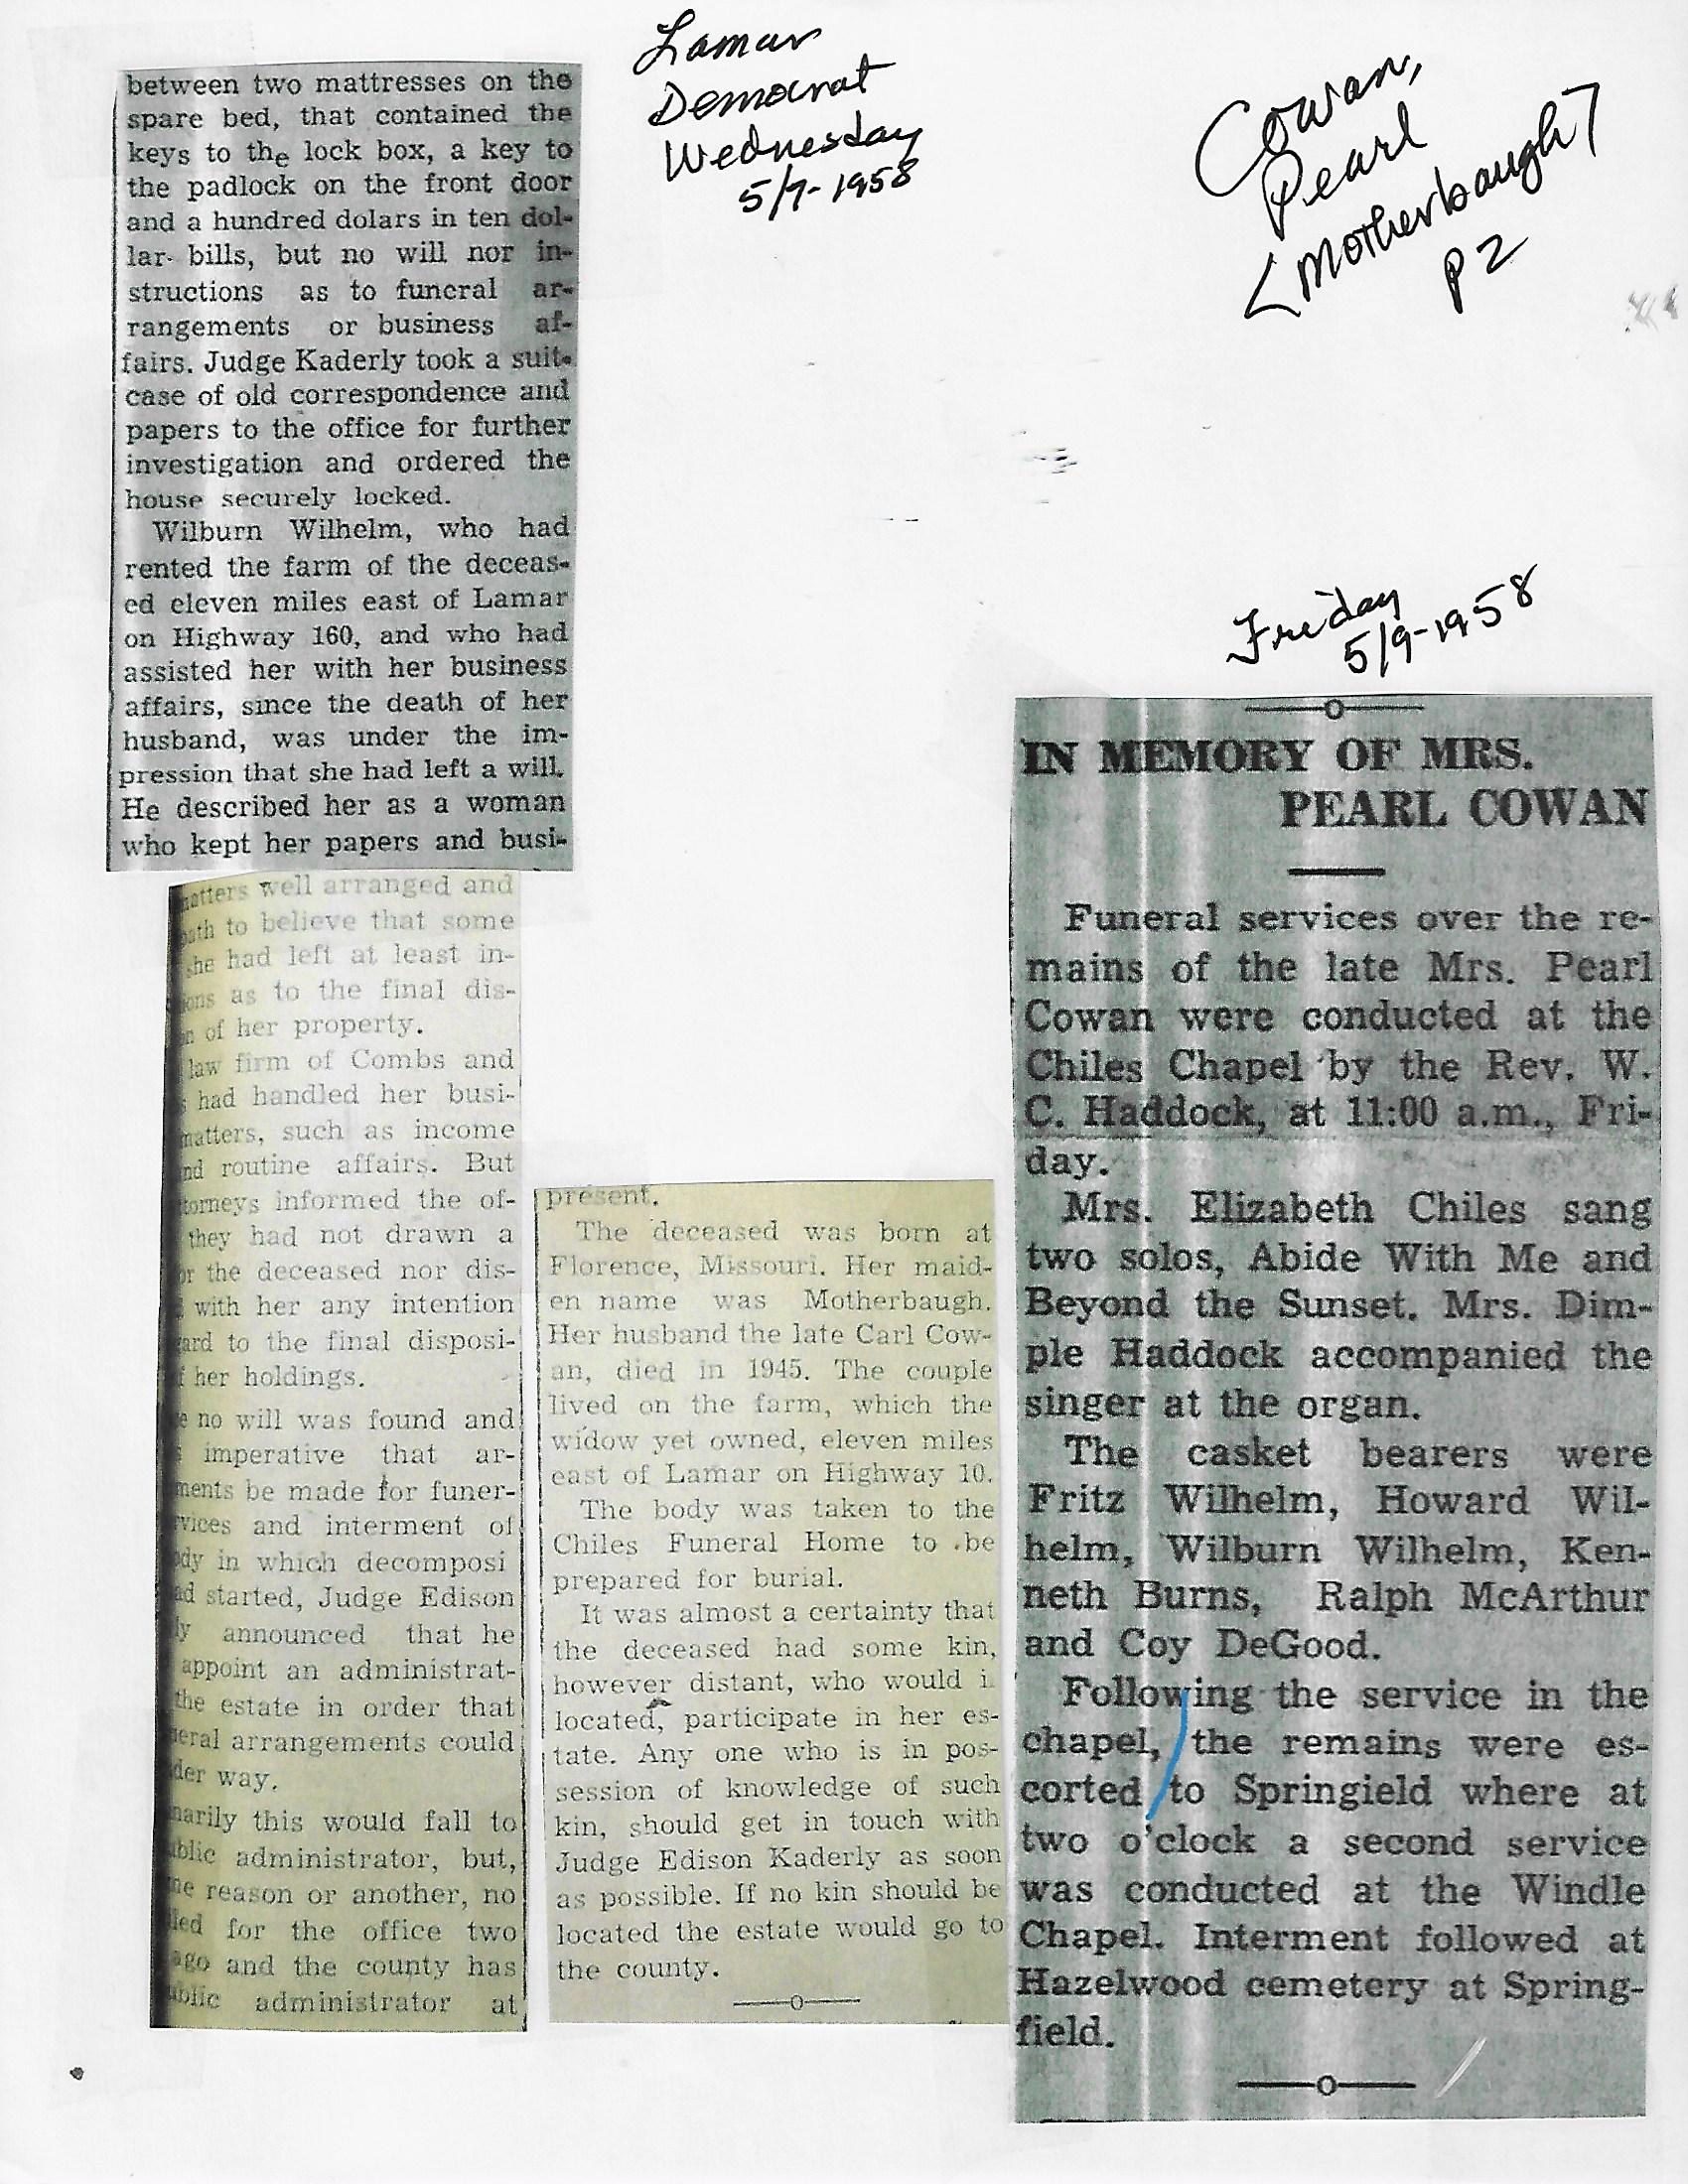 Lamar
Democrat
Wednesday
5/7-1958
Cowan,
Pearl
<Motherbaugh>
P2
between two mattresses on the
spare bed, that contained the
keys to the lock box, a key to
the padlock on the front door
and a hundred dolars in ten dol-
lar- bills, but no will nor in-
structions as to funeral ar-
rangements or business af-
fairs. Judge Kaderly took a suit-
case of old correspondence and
papers to the office for further
investigation and ordered the
house securely locked.
Wilburn Wilhelm, who had
rented the farm of the deceas-
ed eleven miles east of Lamar
on Highway 160, and who had
assisted her with her business
affairs, since the death of her
husband, was under the im-
pression that she had left a will.
He described her as a woman
who kept her papers and busi-
matters well arranged and
oath to believe that some
she had left at least in-
ions as to the final dis-
n of her property.
law firm of Combs and
s had handled her busi-
matters, such as income
nd routine affairs. But
torneys informed the of-
they had not drawn a
or the deceased nor dis-
with her any intention
gard to the final disposi-
f her holdings.
e no will was found and
s imperative that ar-
ments be made for funer-
rvices and interment of
ody in which decomposi
ad started, Judge Edison
ly announced that he
appoint an administrat-
the estate in order that
neral arrangements could
der way.
narily this would fall to
ublic administrator, but,
me reason or another, no
lied for the office two
ago and the county has
ublic administrator at
present.
The deceased was born at
Florence, Missouri. Her maid-
en name was Motherbaugh.
Her husband the late Carl Cow-
an, died in 1945. The couple
lived on the farm, which the
widow yet owned, eleven miles
east of Lamar on Highway 10.
The body was taken to the
Chiles Funeral Home to .be
prepared for burial.
It was almost a certainty that
the deceased had some kin,
however distant, who would i
located, participate in her es-
tate. Any one who is in pos-
session of knowledge of such
kin, should get in touch with
Judge Edison Kaderly as soon
as possible. If no kin should be
located the estate would go to
the county.
Friday
5/9-1958
IN MEMORY OF MRS.
PEARL COWAN
Funeral services over the re-
mains of the late Mrs. Pearl
Cowan were conducted at the
Chiles Chapel by the Rev. W.
C. Haddock, at 11:00 a.m., Fri-
day.
Mrs. Elizabeth Chiles sang
two solos, Abide With Me and
Beyond the Sunset. Mrs. Dim-
ple Haddock accompanied the
singer at the organ.
The casket bearers were
Fritz Wilhelm, Howard Wil-
helm, Wilburn Wilhelm, Ken-
neth Burns, Ralph McArthur
and Coy DeGood.
Following the service in the
chapel, the remains were es-
corted to Springield where at
two o'clock a second service
was conducted at the Windle
Chapel. Interment followed at
Hazelwood cemetery at Spring-
field.